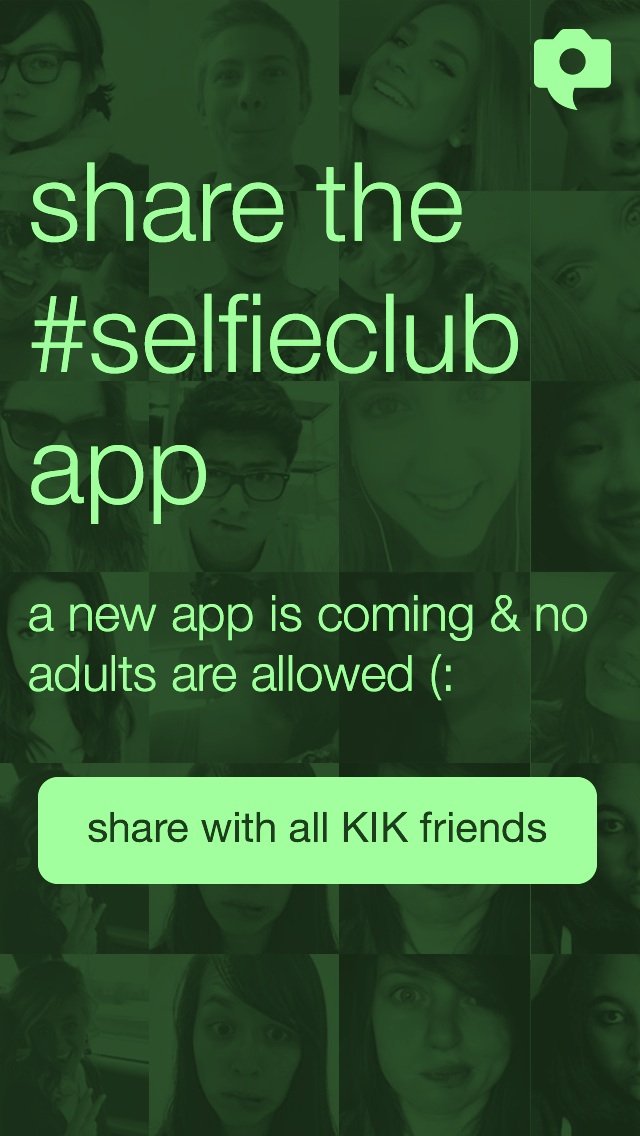 share the
#selfieclub
app
a new app is coming & no
adults are allowed (:
share with all KIK friends